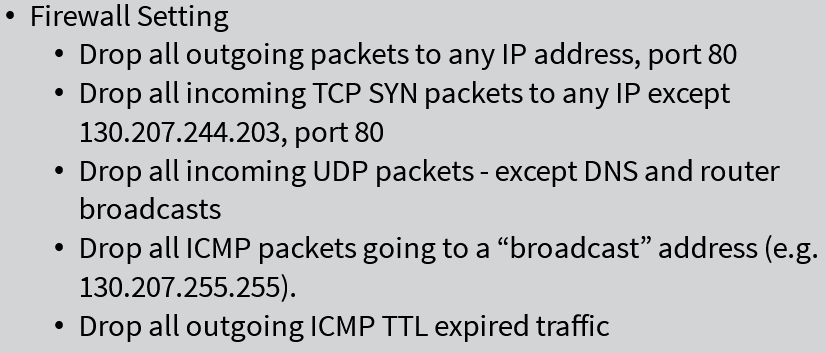 • Firewall Setting
• Drop all outgoing packets to any IP address, port 80
• Drop all incoming TCP SYN packets to any IP except
130.207.244.203, port 80
• Drop all incoming UDP packets - except DNS and router
broadcasts
• Drop all ICMP packets going to a “broadcast” address (e.g.
130.207.255.255).
• Drop all outgoing ICMP TTL expired traffic